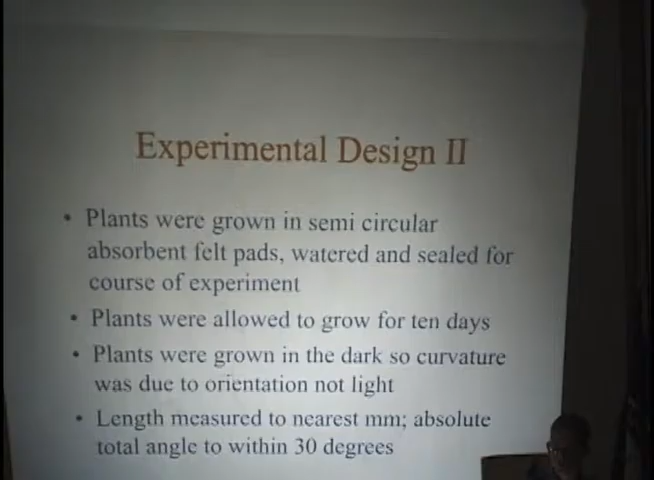 Experimental Design II
• Plants were grown in semi circular
absorbent felt pads, watered and sealed for
course of experiment
• Plants were allowed to grow for ten days
• Plants were grown in the dark so curvature
was due to orientation not light
• Length measured to nearest mm; absolute
total angle to within 30 degrees